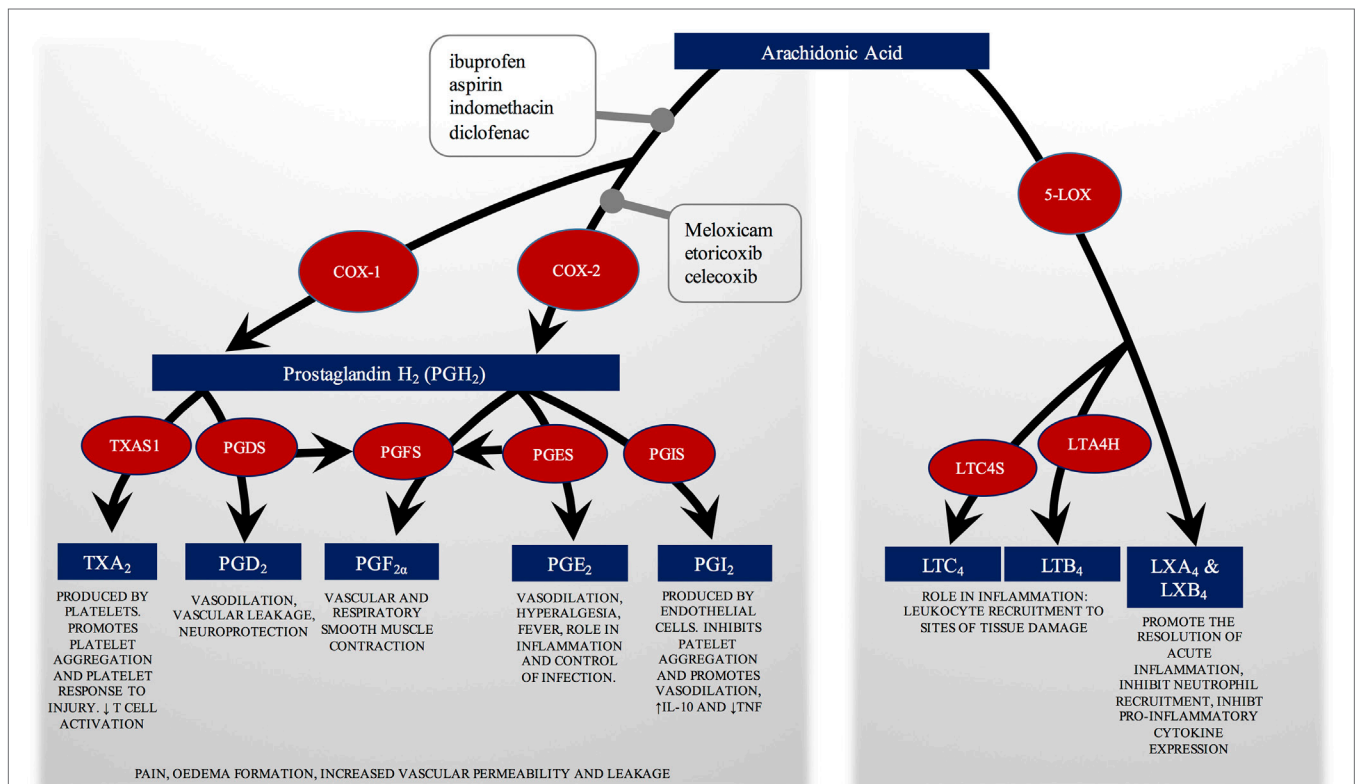 Arachidonic Acid
ibuprofen
aspirin
indomethacin
diclofenac
Meloxicam
etoricoxib
celecoxib
5-LOX
COX-1
COX-2
Prostaglandin H₂ (PGH₂)
TXAS1
PGDS
PGFS
PGES
PGIS
LTC4S
LTA4H
TXA₂
PRODUCED BY
PLATELETS.
PROMOTES
PLATELET
AGGREGATION
AND PLATELET
RESPONSE TO
INJURY. ↓ T CELL
ACTIVATION
PGD₂
VASODILATION,
VASCULAR LEAKAGE,
NEUROPROTECTION
PGF₂α
VASCULAR AND
RESPIRATORY
SMOOTH MUSCLE
CONTRACTION
PGE₂
VASODILATION,
HYPERALGESIA,
FEVER, ROLE IN
INFLAMMATION
AND CONTROL
OF INFECTION.
PGI₂
PRODUCED BY
ENDOTHELIAL
CELLS. INHIBITS
PATELET
AGGREGATION
AND PROMOTES
VASODILATION,
↑IL-10 AND ↓TNF
LTC₄
LTB₄
ROLE IN INFLAMMATION:
LEUKOCYTE RECRUITMENT TO
SITES OF TISSUE DAMAGE
LXA₄ &
LXB₄
PROMOTE THE
RESOLUTION OF
ACUTE
INFLAMMATION,
INHIBIT NEUTROPHIL
RECRUITMENT, INHIBT
PRO-INFLAMMATORY
CYTOKINE
EXPRESSION
PAIN, OEDEMA FORMATION, INCREASED VASCULAR PERMEABILITY AND LEAKAGE